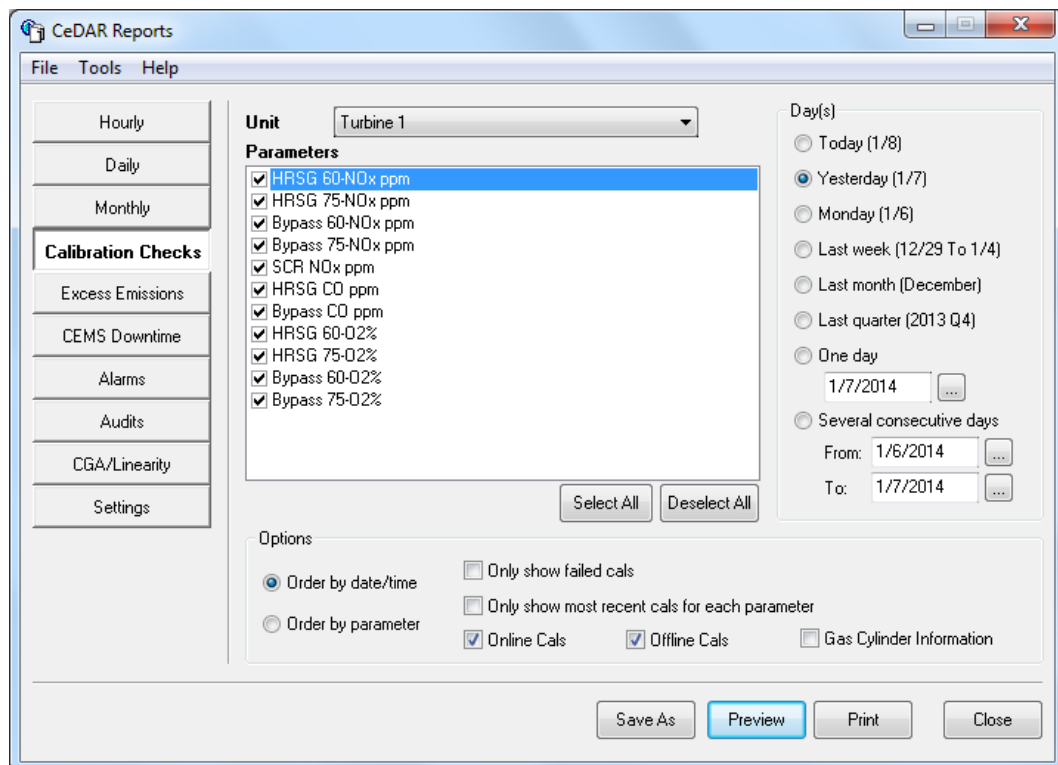 CeDAR Reports
File Tools Help
Hourly
Daily
Monthly
Calibration Checks
Excess Emissions
CEMS Downtime
Alarms
Audits
CGA/Linearity
Settings
Unit Turbine 1
Parameters
HRSG 60-NOx ppm
HRSG 75-NOx ppm
Bypass 60-NOx ppm
Bypass 75-NOx ppm
SCR NOx ppm
HRSG CO ppm
Bypass CO ppm
HRSG 60-O2%
HRSG 75-O2%
Bypass 60-O2%
Bypass 75-O2%
Select All Deselect All
Day(s)
Today (1/8)
Yesterday (1/7)
Monday (1/6)
Last week (12/29 To 1/4)
Last month (December)
Last quarter (2013 Q4)
One day
1/7/2014 ...
Several consecutive days
From: 1/6/2014 ...
To: 1/7/2014 ...
Options
Order by date/time
Order by parameter
Only show failed cals
Only show most recent cals for each parameter
Online Cals Offline Cals Gas Cylinder Information
Save As Preview Print Close